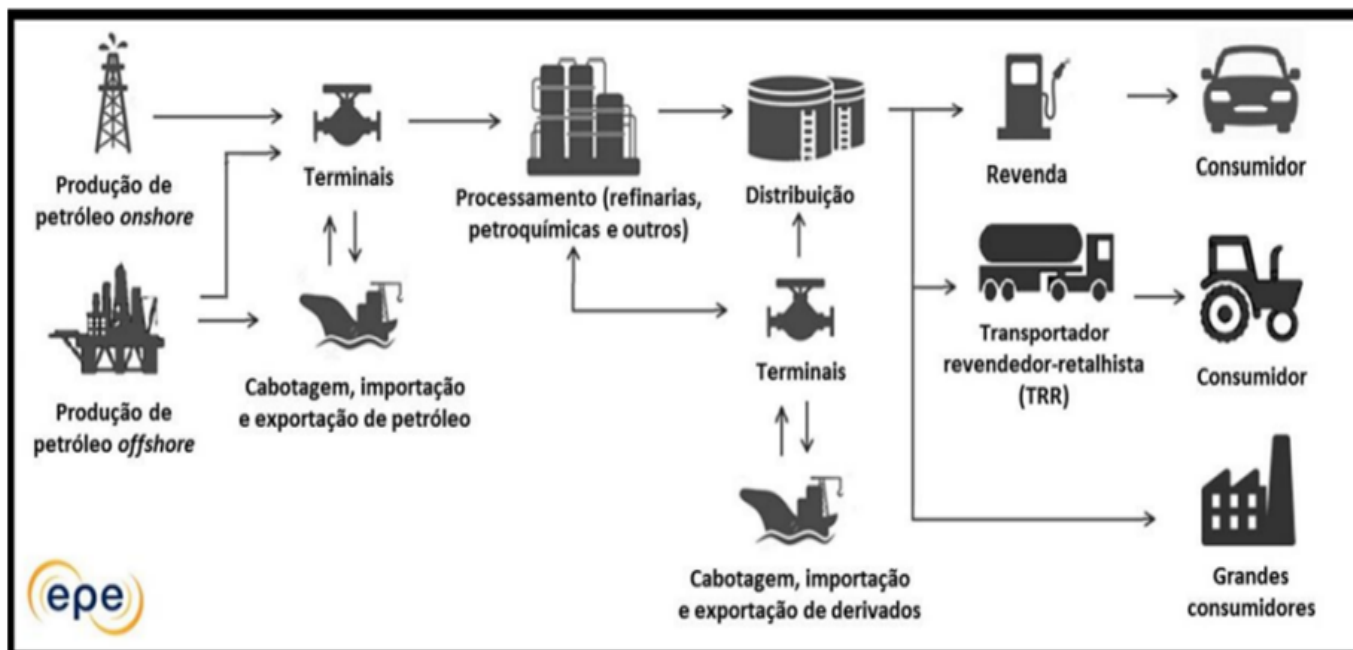 Produção de
petróleo onshore
Terminais
Processamento (refinarias,
petroquímicas e outros)
Distribuição
Revenda
Consumidor
Produção de
petróleo offshore
Cabotagem, importação
e exportação de petróleo
Terminais
Transportador
revendedor-retalhista
(TRR)
Consumidor
Cabotagem, importação
e exportação de derivados
Grandes
consumidores
epe